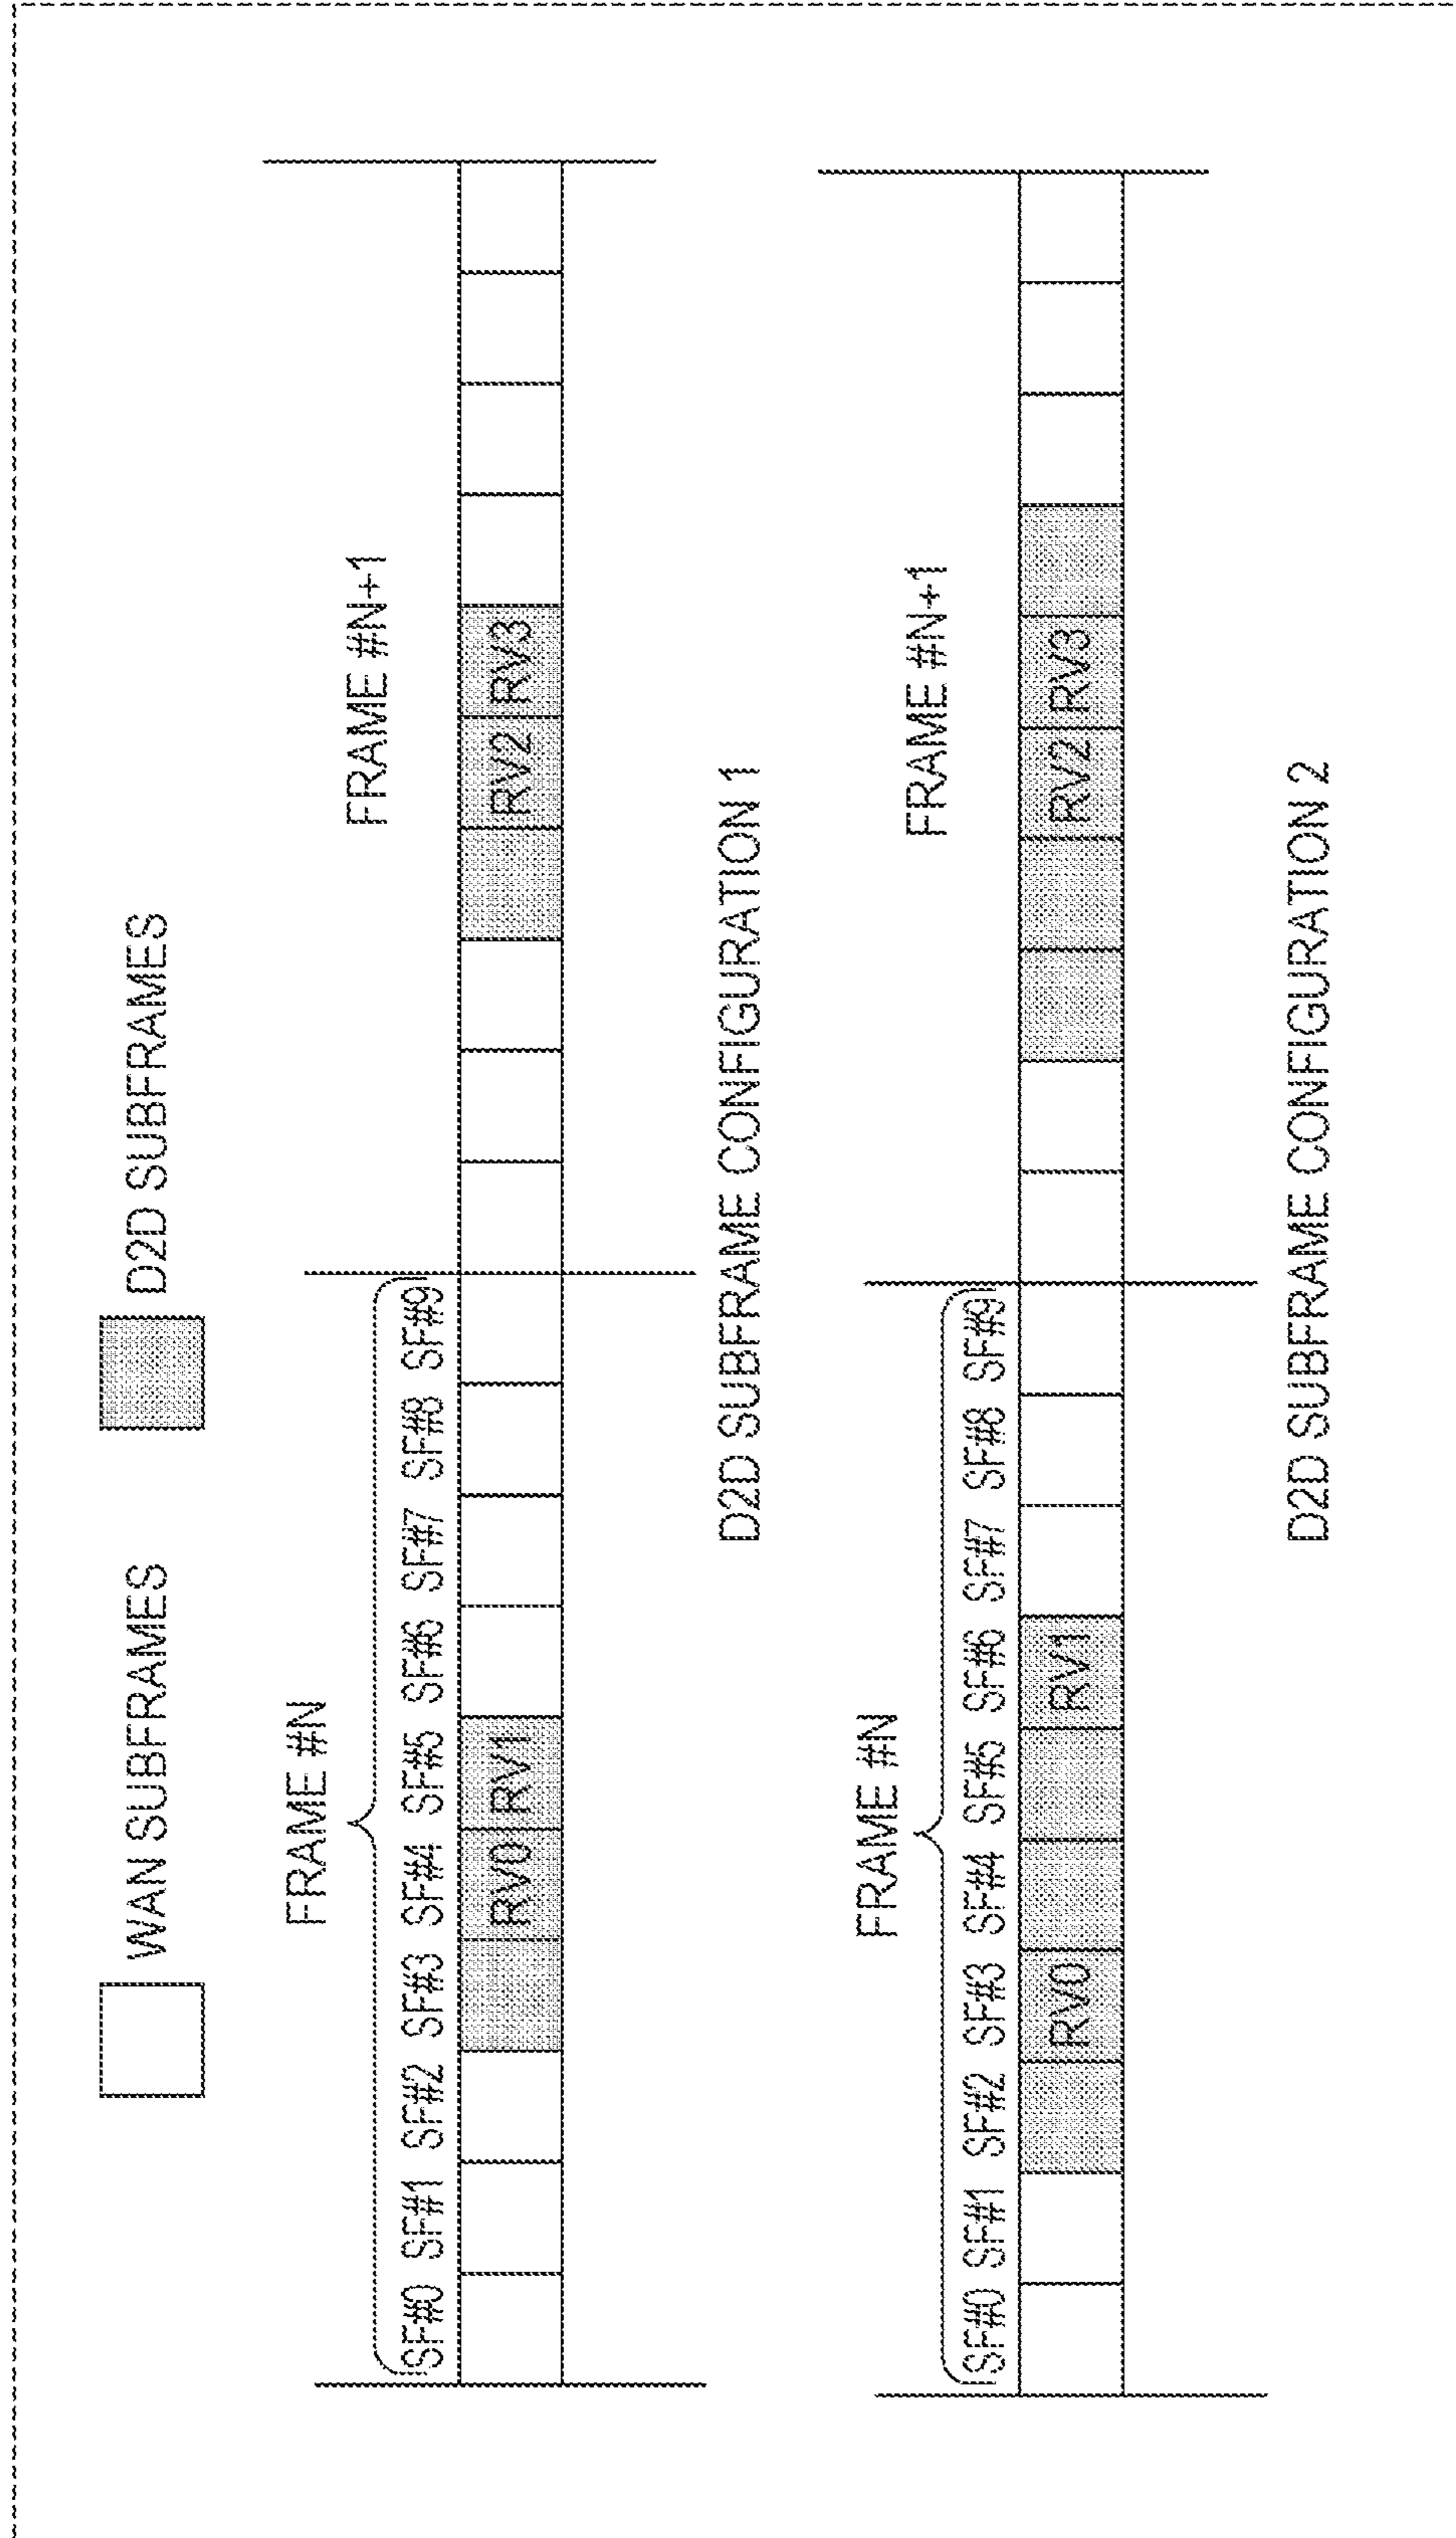 WAN SUBFRAMES
D2D SUBFRAMES
FRAME #N
FRAME #N+1
SF#0 SF#1 SF#2 SF#3 SF#4 SF#5 SF#6 SF#7 SF#8 SF#9
RV0 RV1 RV2 RV3
D2D SUBFRAME CONFIGURATION 1
FRAME #N
FRAME #N+1
SF#0 SF#1 SF#2 SF#3 SF#4 SF#5 SF#6 SF#7 SF#8 SF#9
RV0 RV1 RV2 RV3
D2D SUBFRAME CONFIGURATION 2